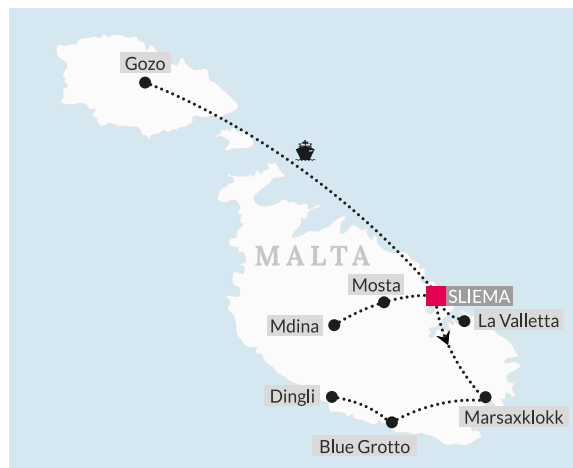 Gozo
MALTA
Mosta
SLIEMA
La Valletta
Mdina
Dingli
Marsaxklokk
Blue Grotto